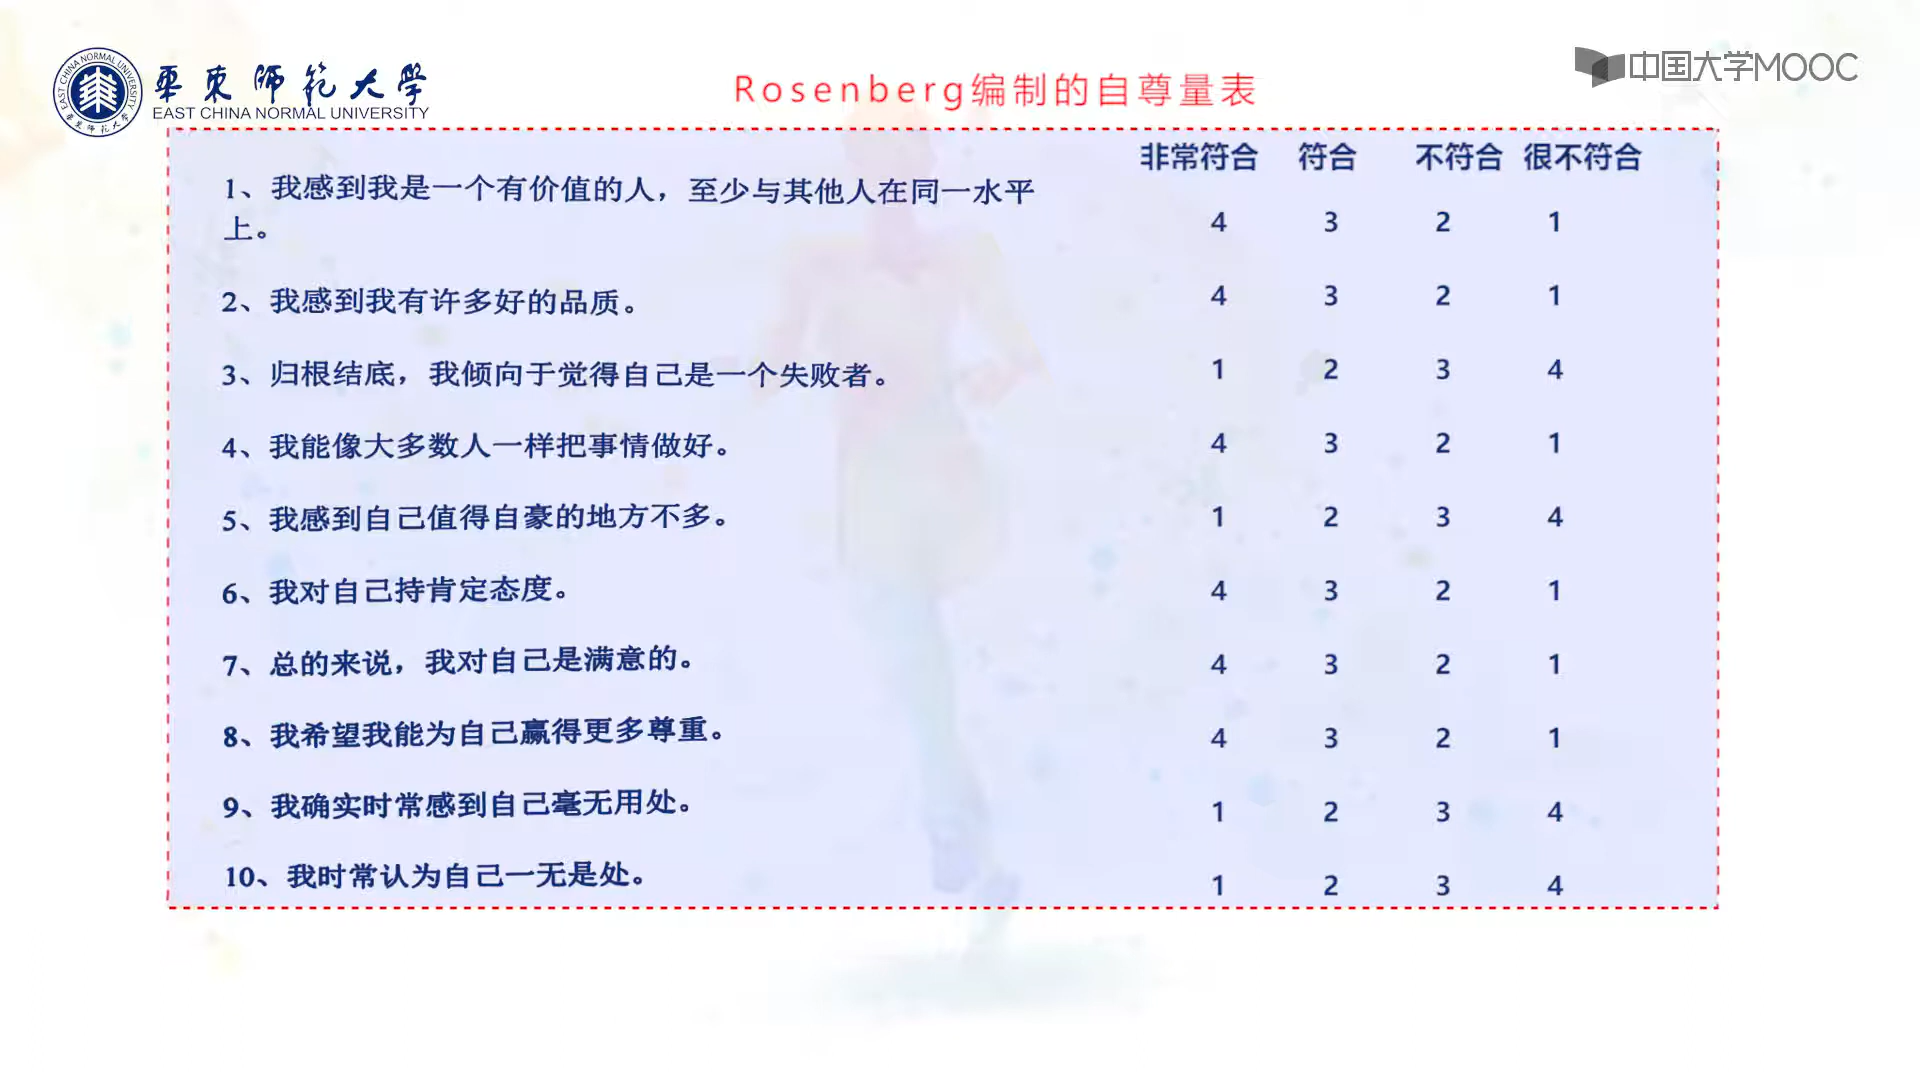 華東師範大學
EAST CHINA NORMAL UNIVERSITY
EAST CHINA NORMAL UNIVERSITY
華東師範大學
Rosenberg编制的自尊量表
中国大学MOOC
非常符合 符合 不符合 很不符合
1、我感到我是一个有价值的人，至少与其他人在同一水平
上。 4 3 2 1
2、我感到我有许多好的品质。 4 3 2 1
3、归根结底，我倾向于觉得自己是一个失败者。 1 2 3 4
4、我能像大多数人一样把事情做好。 4 3 2 1
5、我感到自己值得自豪的地方不多。 1 2 3 4
6、我对自己持肯定态度。 4 3 2 1
7、总的来说，我对自己是满意的。 4 3 2 1
8、我希望我能为自己赢得更多尊重。 4 3 2 1
9、我确实时常感到自己毫无用处。 1 2 3 4
10、我时常认为自己一无是处。 1 2 3 4